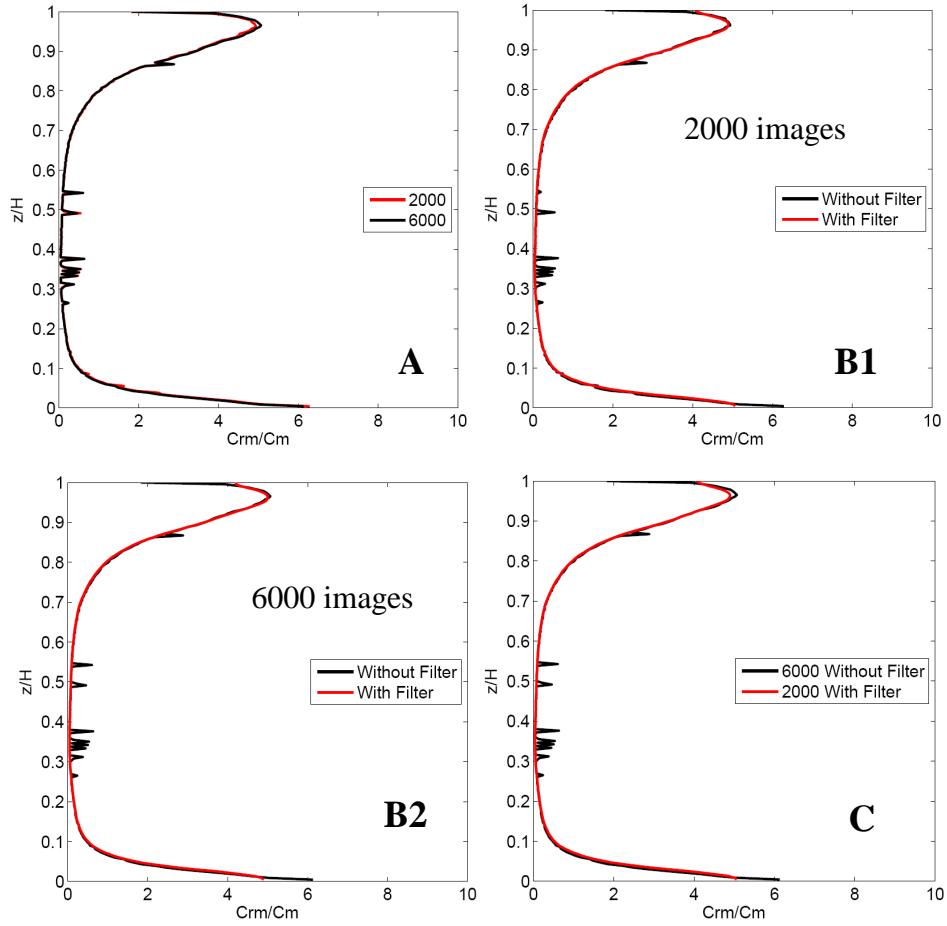 1
0.9
0.8
0.7
0.6
0.5
0.4
0.3
0.2
0.1
0
z/H
0 2 4 6 8 10
Crm/Cm
2000
6000
A
1
0.9
0.8
0.7
0.6
0.5
0.4
0.3
0.2
0.1
0
z/H
0 2 4 6 8 10
Crm/Cm
2000 images
Without Filter
With Filter
B1
1
0.9
0.8
0.7
0.6
0.5
0.4
0.3
0.2
0.1
0
z/H
0 2 4 6 8 10
Crm/Cm
6000 images
Without Filter
With Filter
B2
1
0.9
0.8
0.7
0.6
0.5
0.4
0.3
0.2
0.1
0
z/H
0 2 4 6 8 10
Crm/Cm
6000 Without Filter
2000 With Filter
C